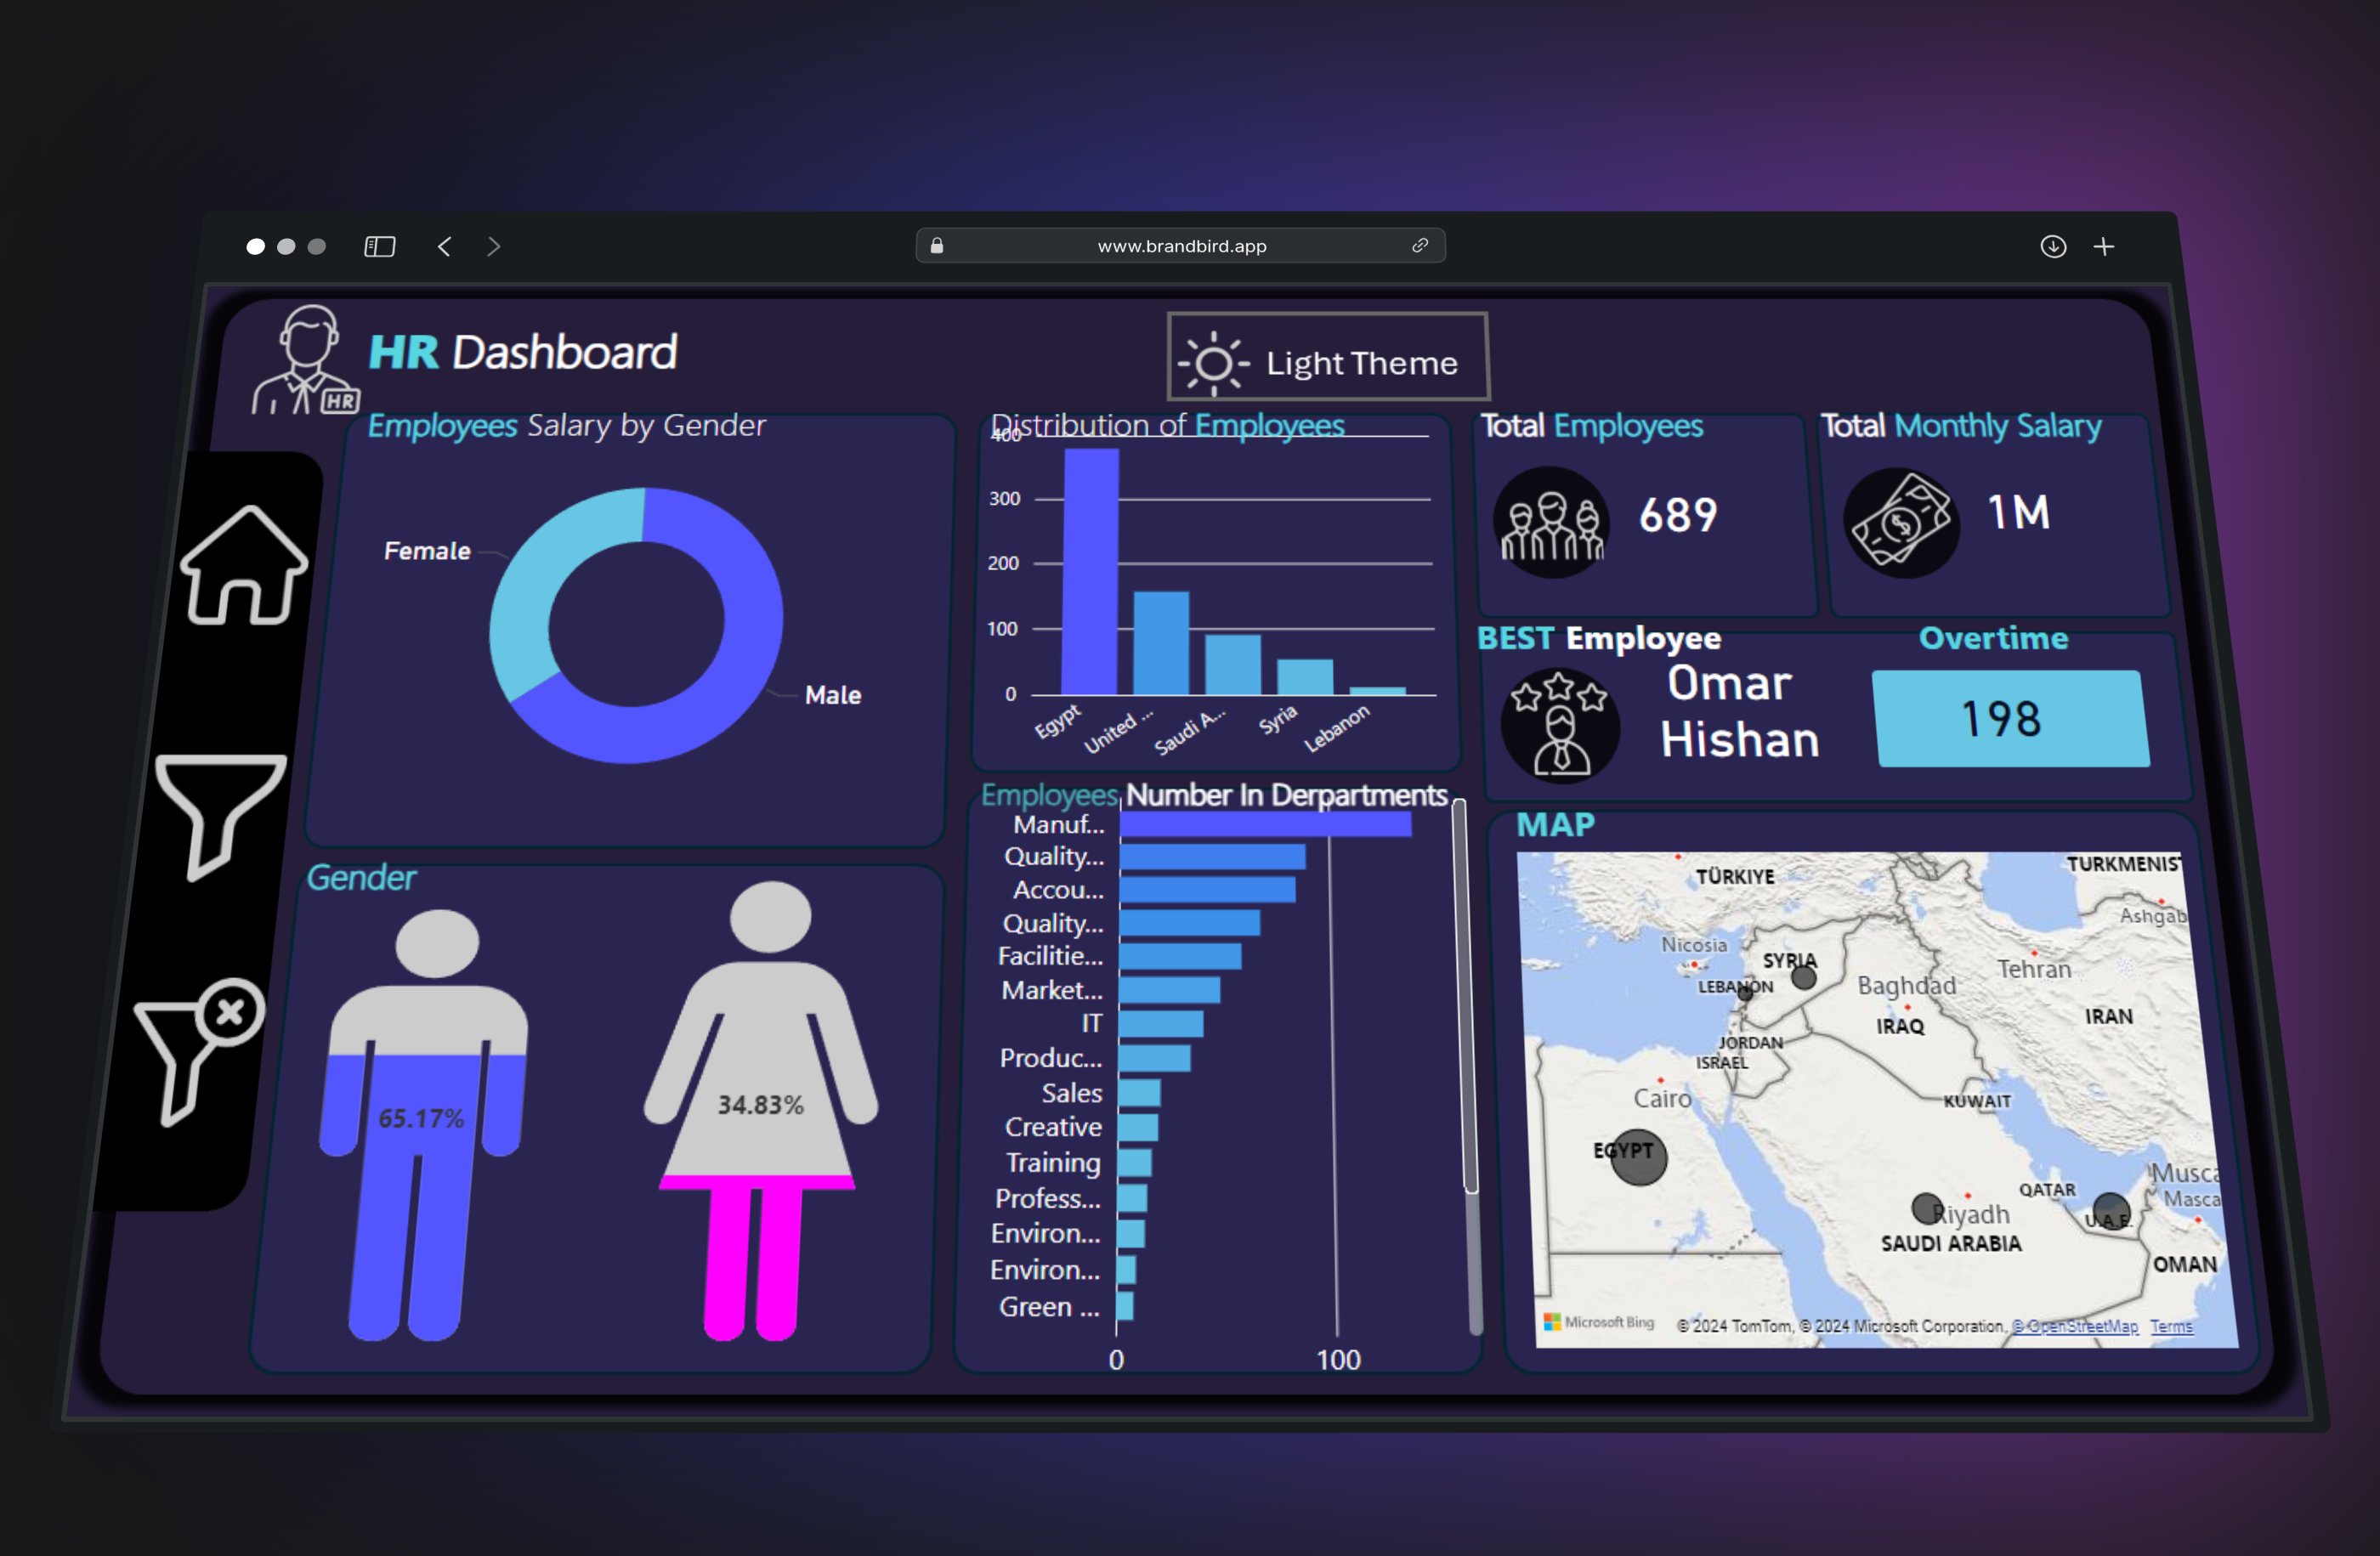 www.brandbird.app
HR Dashboard
HR
Light Theme
Employees Salary by Gender
Female
Male
Distribution of Employees
400
300
200
100
0
Egypt
United ...
Saudi A...
Syria
Lebanon
Total Employees
689
Total Monthly Salary
1M
BEST Employee
Omar
Hishan
Overtime
198
Gender
65.17%
34.83%
Employees Number In Derpartments
Manuf...
Quality...
Accou...
Quality...
Facilitie...
Market...
IT
Produc...
Sales
Creative
Training
Profess...
Environ...
Environ...
Green ...
0
100
MAP
TÜRKIYE
TURKMENIST
Ashgab
Nicosia
SYRIA
Tehran
LEBANON
Baghdad
IRAQ
IRAN
JORDAN
ISRAEL
Cairo
KUWAIT
EGYPT
Musca
Masca
QATAR
Riyadh
U.A.E.
SAUDI ARABIA
OMAN
Microsoft Bing
© 2024 TomTom, © 2024 Microsoft Corporation, © OpenStreetMap Terms